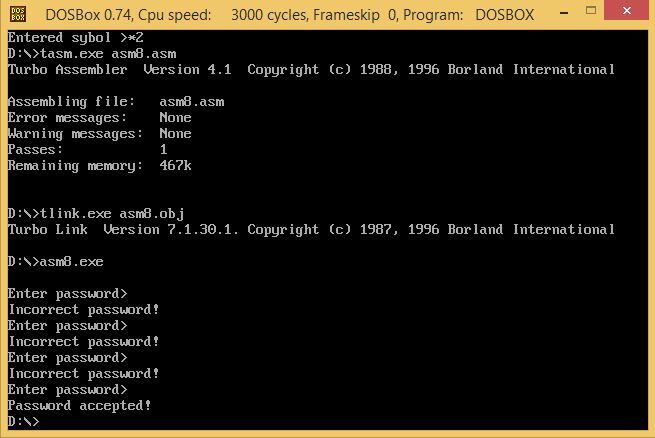 DOS
BOX
DOSBox 0.74, Cpu speed: 3000 cycles, Frameskip 0, Program: DOSBOX
Entered sybol >*2
D:\>tasm.exe asm8.asm
Turbo Assembler Version 4.1 Copyright (c) 1988, 1996 Borland International
Assembling file: asm8.asm
Error messages: None
Warning messages: None
Passes: 1
Remaining memory: 467k
D:\>tlink.exe asm8.obj
Turbo Link Version 7.1.30.1. Copyright (c) 1987, 1996 Borland International
D:\>asm8.exe
Enter password>
Incorrect password!
Enter password>
Incorrect password!
Enter password>
Incorrect password!
Enter password>
Password accepted!
D:\>